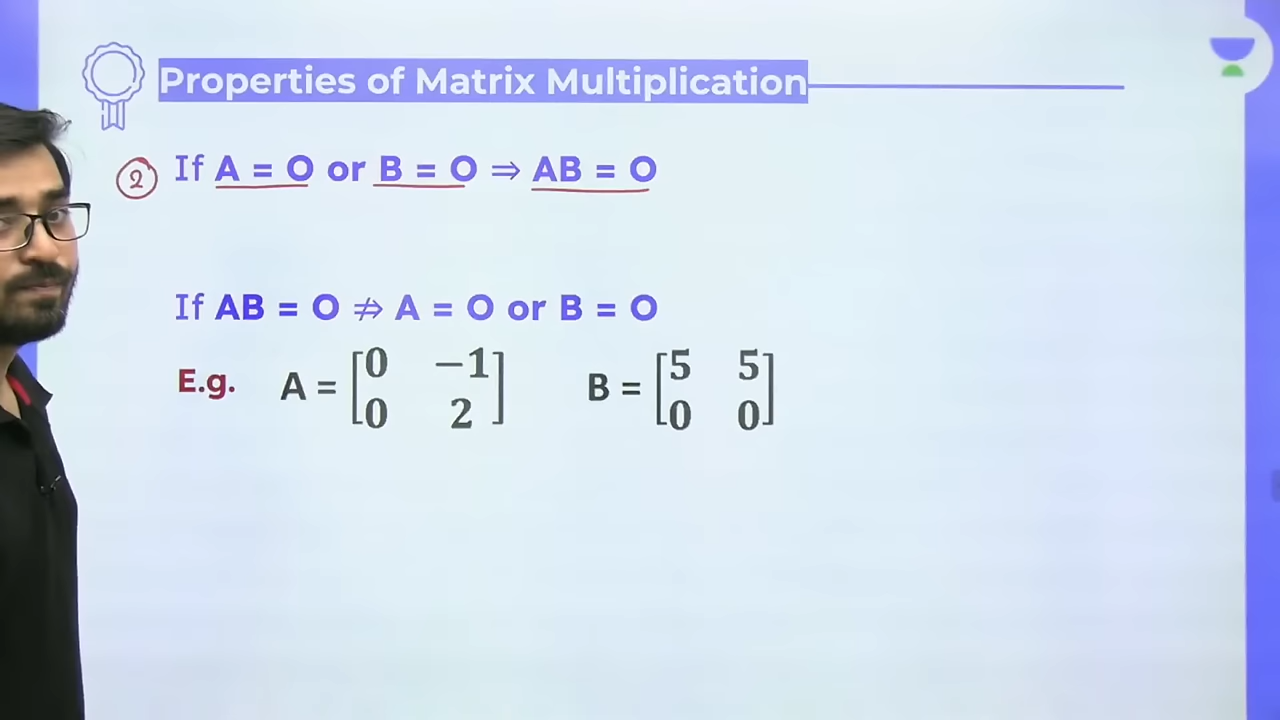 Properties of Matrix Multiplication
② If A = O or B = O ⇒ AB = O
If AB = O ⇏ A = O or B = O
E.g. A = [0 −1
0 2] B = [5 5
0 0]